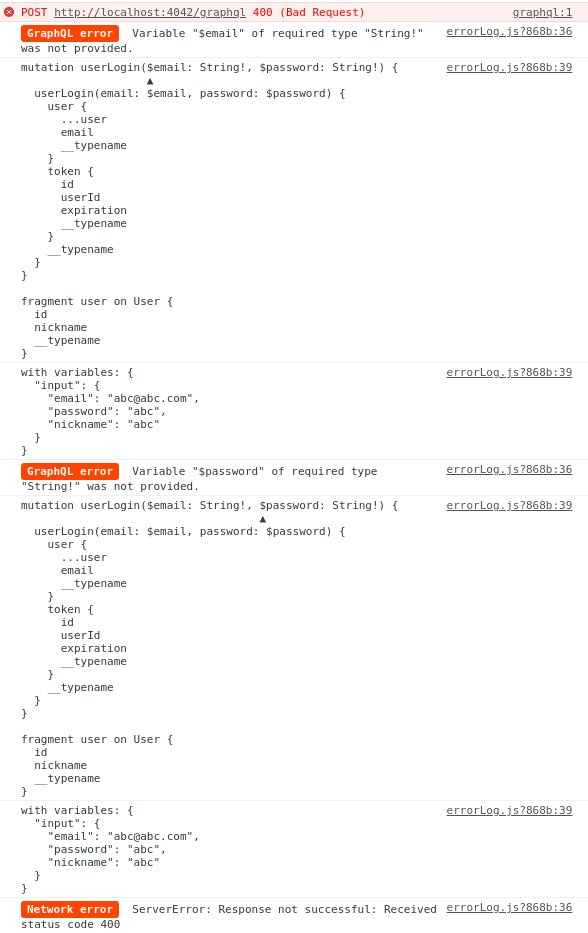 POST http://localhost:4042/graphql 400 (Bad Request) graphql:1
GraphQL error Variable "$email" of required type "String!" errorLog.js?868b:36
was not provided.
mutation userLogin($email: String!, $password: String!) { errorLog.js?868b:39
▲
userLogin(email: $email, password: $password) {
user {
...user
email
__typename
}
token {
id
userId
expiration
__typename
}
__typename
}
}
fragment user on User {
id
nickname
__typename
}
with variables: { errorLog.js?868b:39
"input": {
"email": "abc@abc.com",
"password": "abc",
"nickname": "abc"
}
}
GraphQL error Variable "$password" of required type errorLog.js?868b:36
"String!" was not provided.
mutation userLogin($email: String!, $password: String!) { errorLog.js?868b:39
▲
userLogin(email: $email, password: $password) {
user {
...user
email
__typename
}
token {
id
userId
expiration
__typename
}
__typename
}
}
fragment user on User {
id
nickname
__typename
}
with variables: { errorLog.js?868b:39
"input": {
"email": "abc@abc.com",
"password": "abc",
"nickname": "abc"
}
}
Network error ServerError: Response not successful: Received errorLog.js?868b:36
status code 400